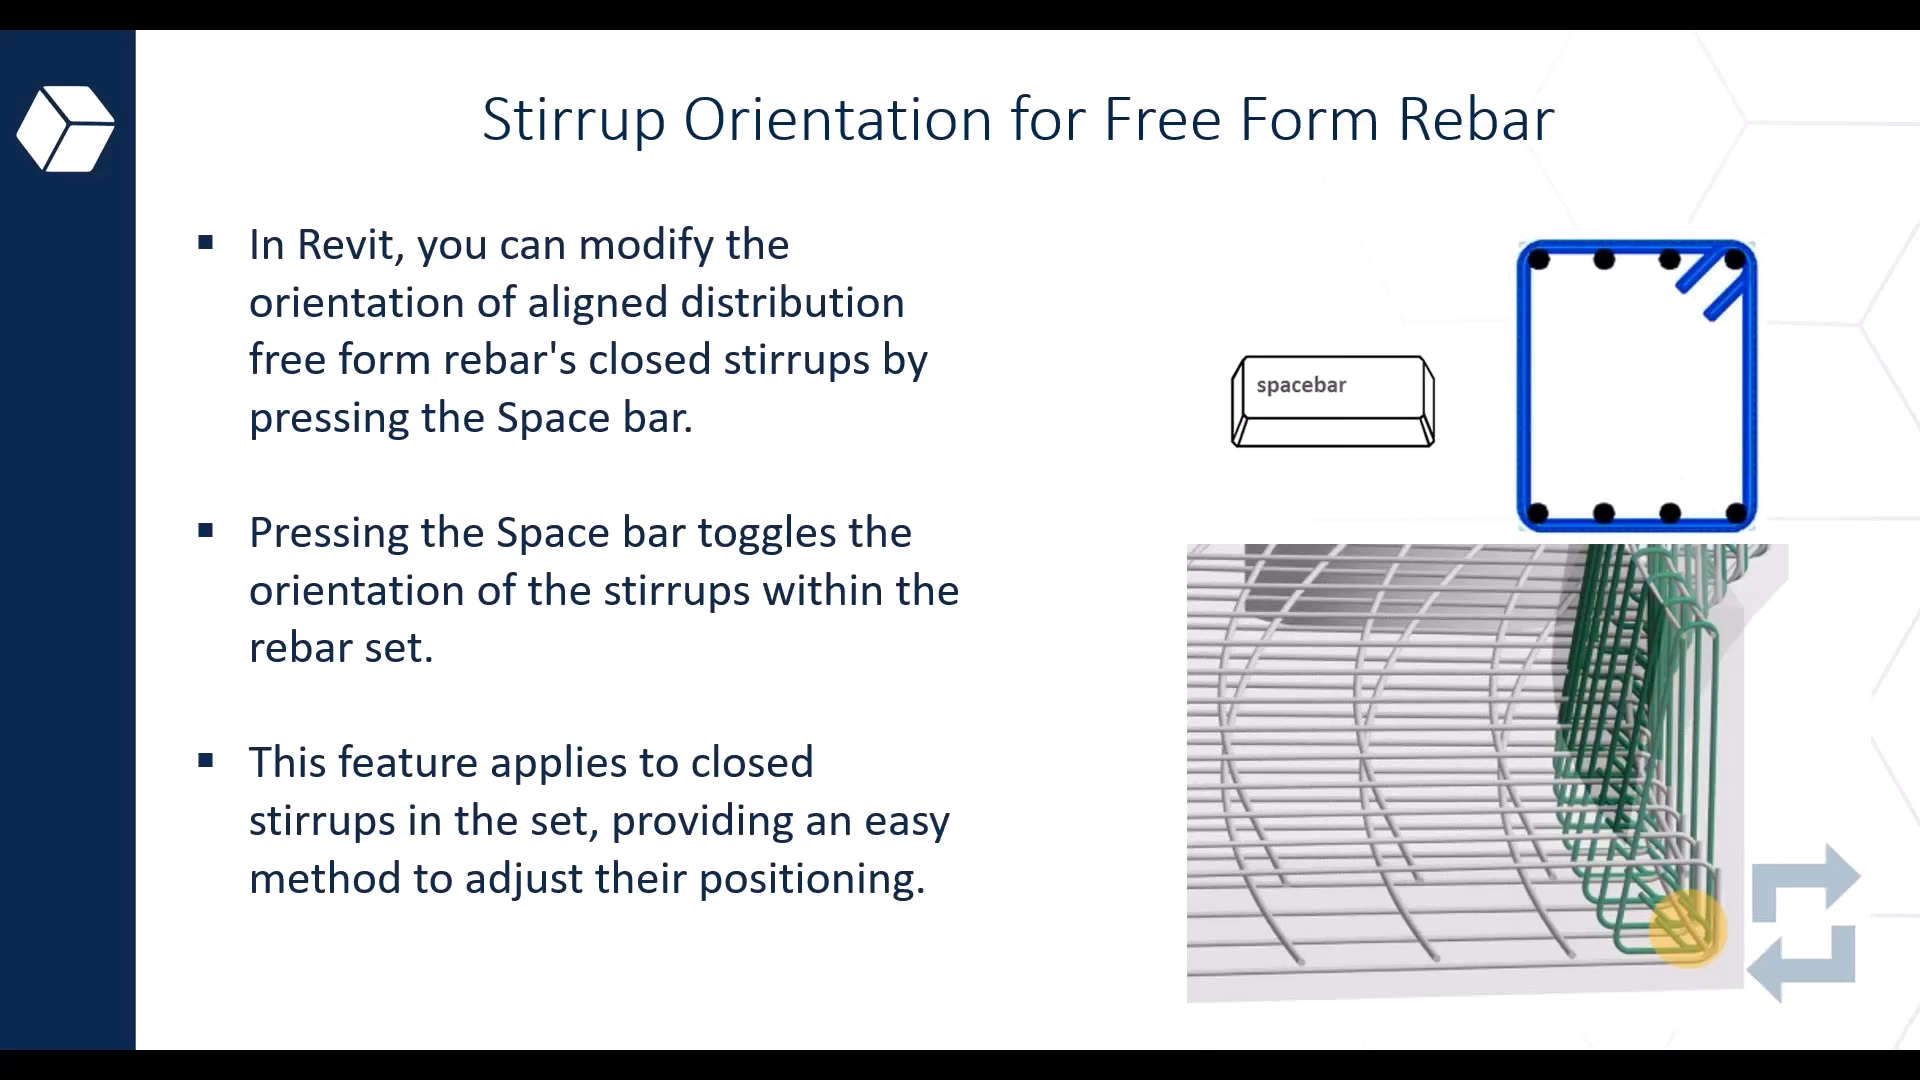 Stirrup Orientation for Free Form Rebar
▪ In Revit, you can modify the
orientation of aligned distribution
free form rebar's closed stirrups by
pressing the Space bar.
▪ Pressing the Space bar toggles the
orientation of the stirrups within the
rebar set.
▪ This feature applies to closed
stirrups in the set, providing an easy
method to adjust their positioning.
spacebar